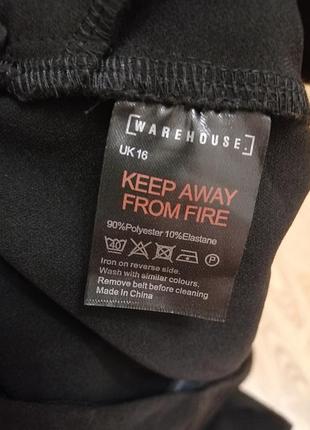 [WAREHOUSE.]
UK 16
KEEP AWAY
FROM FIRE
90%Polyester 10%Elastane
40 P
Iron on reverse side.
Wash with similar colours.
Remove belt before cleaning
Made In China